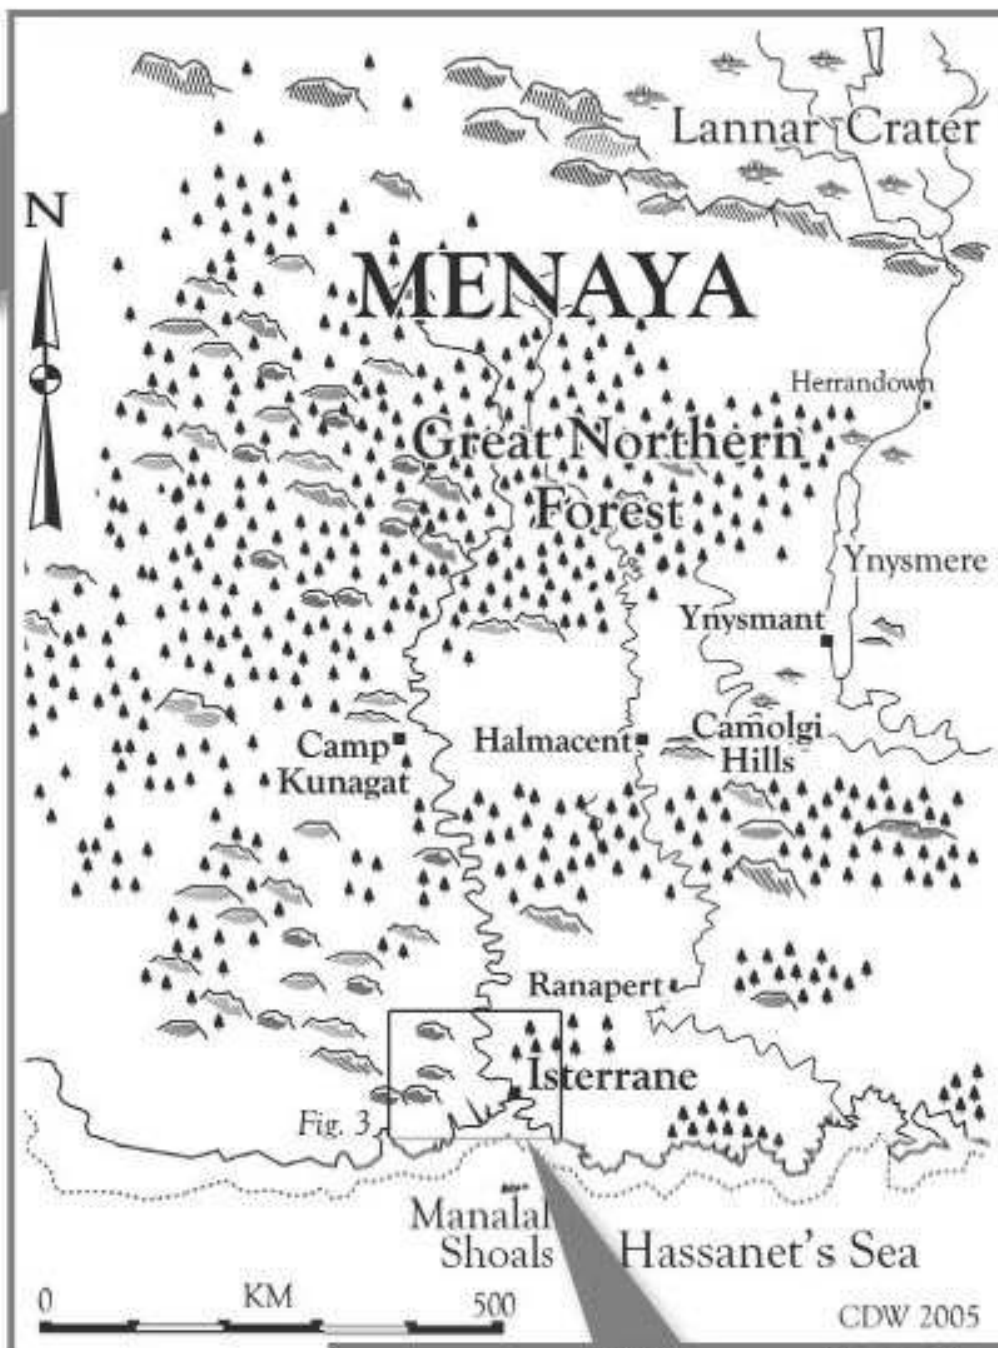 Lannar Crater
N
MENAYA
Herrandown
Great Northern
Forest
Ynysmere
Ynysmant
Camp
Kunagat
Halmacent
Camolgi
Hills
Ranapert
Isterrane
Fig. 3
Manalal
Shoals
Hassanet's Sea
0 KM 500
CDW 2005